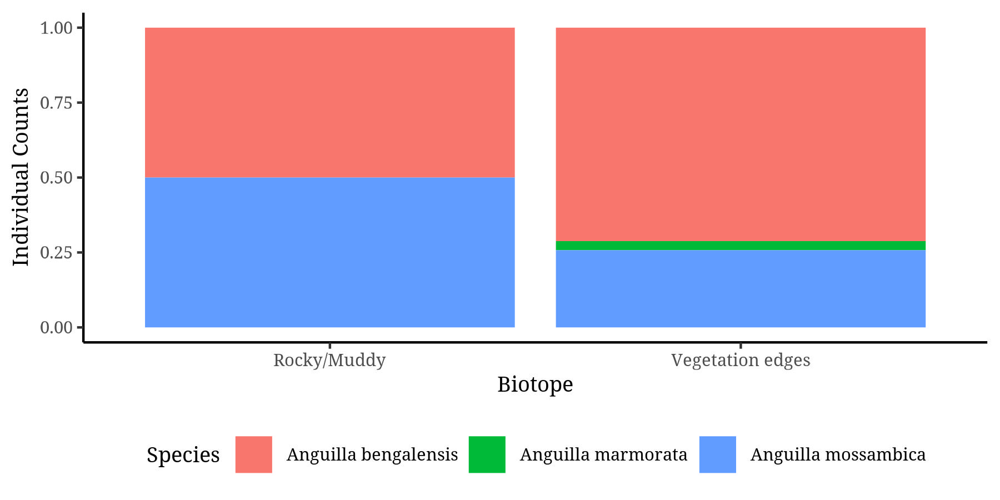 Individual Counts
1.00
0.75
0.50
0.25
0.00
Rocky/Muddy Vegetation edges
Biotope
Species Anguilla bengalensis Anguilla marmorata Anguilla mossambica